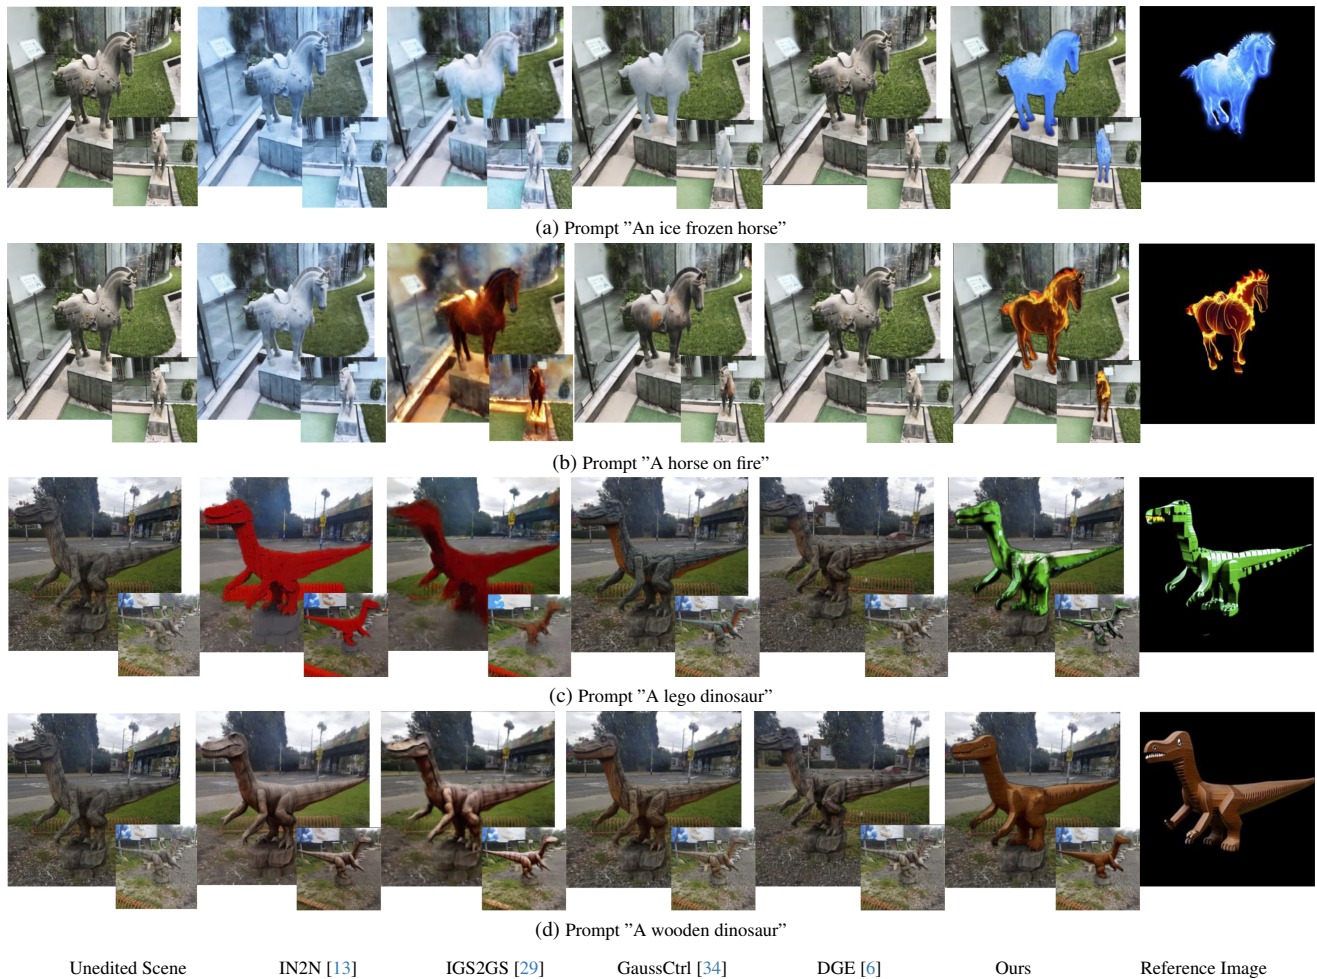 (a) Prompt ”An ice frozen horse”
(b) Prompt ”A horse on fire”
(c) Prompt ”A lego dinosaur”
(d) Prompt ”A wooden dinosaur”
Unedited Scene IN2N [13] IGS2GS [29] GaussCtrl [34] DGE [6] Ours Reference Image